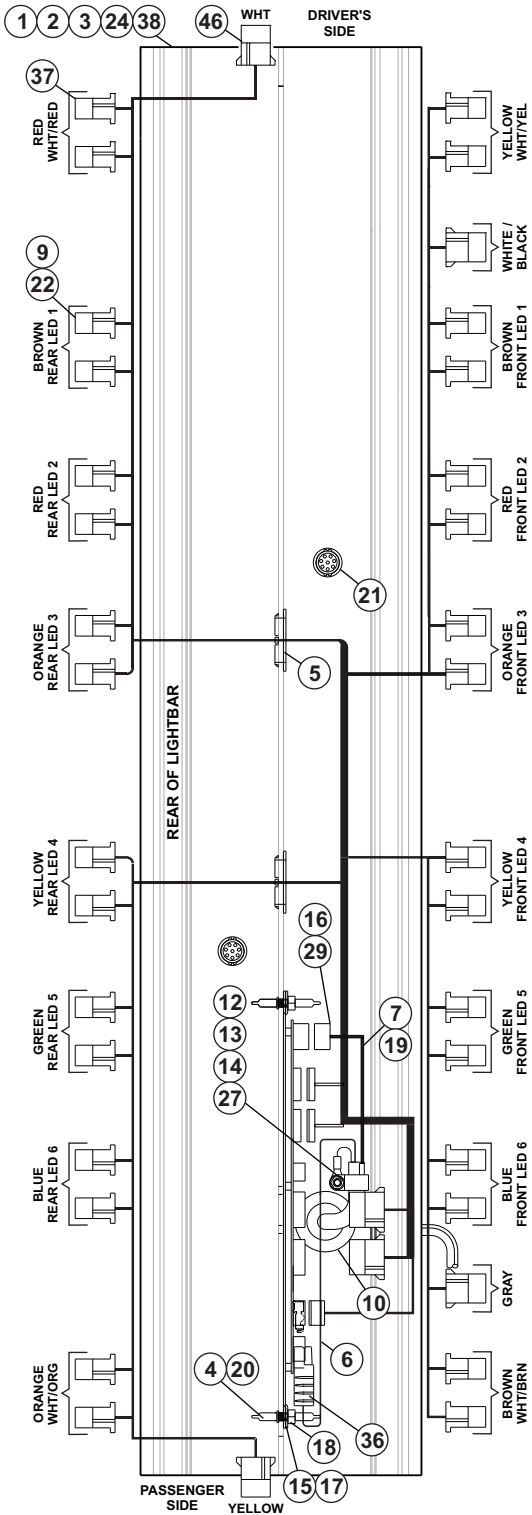 1 2 3 24 38 46 WHT DRIVER'S
SIDE
37
RED
WHT/RED
YELLOW
WHT/YEL
WHITE /
BLACK
9
22
BROWN
REAR LED 1
BROWN
FRONT LED 1
RED
REAR LED 2
RED
FRONT LED 2
21
ORANGE
REAR LED 3
5
ORANGE
FRONT LED 3
REAR OF LIGHTBAR
YELLOW
REAR LED 4
YELLOW
FRONT LED 4
16
29
12
13
14
27
7
19
GREEN
REAR LED 5
GREEN
FRONT LED 5
BLUE
REAR LED 6
BLUE
FRONT LED 6
10
GRAY
6
4 20
36
18
ORANGE
WHT/ORG
BROWN
WHT/BRN
15 17
PASSENGER
SIDE
YELLOW